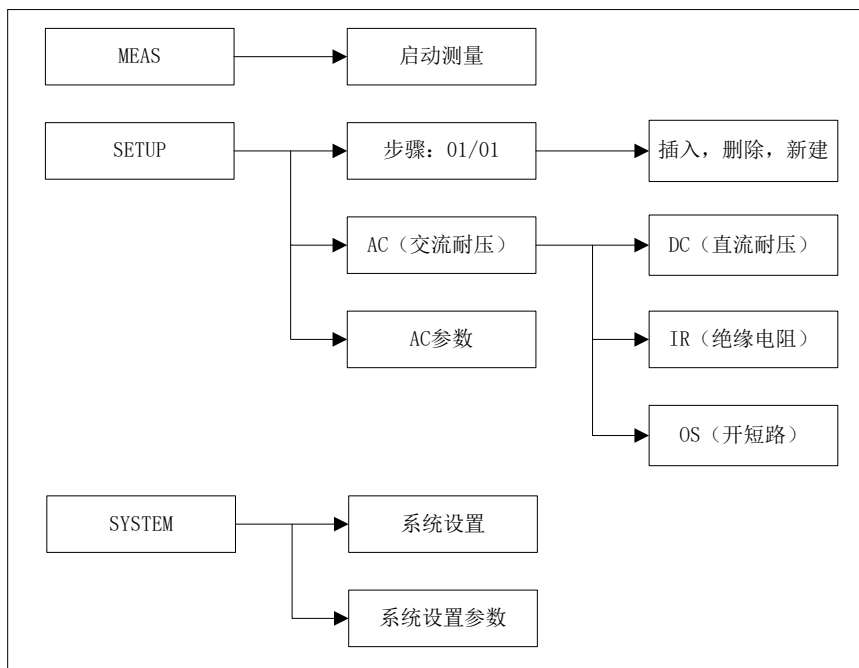 MEAS
启动测量
SETUP
步骤：01/01
插入，删除，新建
AC（交流耐压）
DC（直流耐压）
AC参数
IR（绝缘电阻）
OS（开短路）
SYSTEM
系统设置
系统设置参数